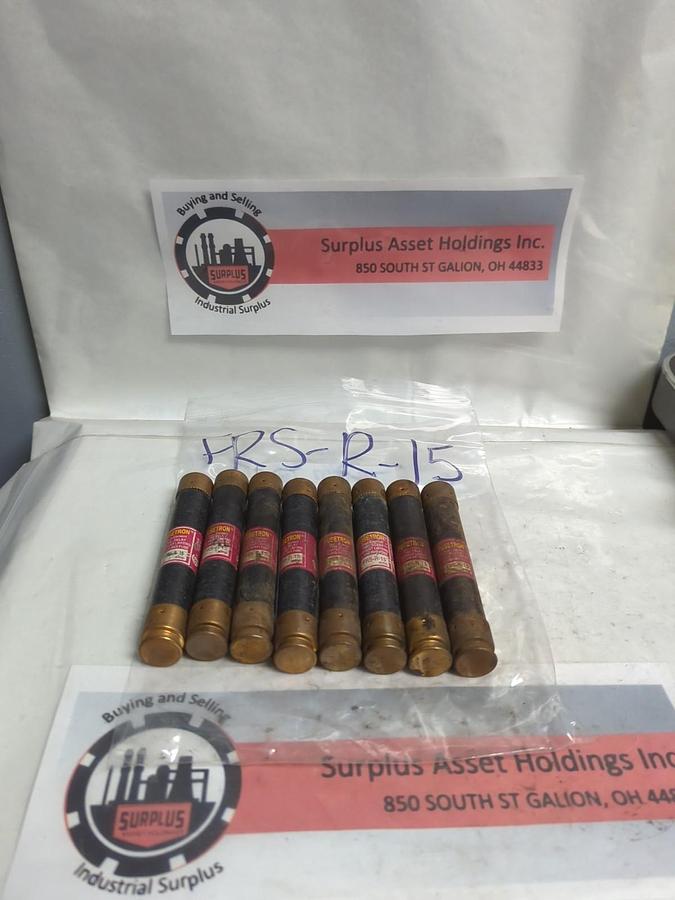 Buying and Selling
Surplus Asset Holdings Inc.
850 SOUTH ST GALION, OH 44833
SURPLUS
Industrial Surplus
FRS-R-15
Buying and Selling
Surplus Asset Holdings Inc
850 SOUTH ST GALION, OH 448
SURPLUS
Industrial Surplus